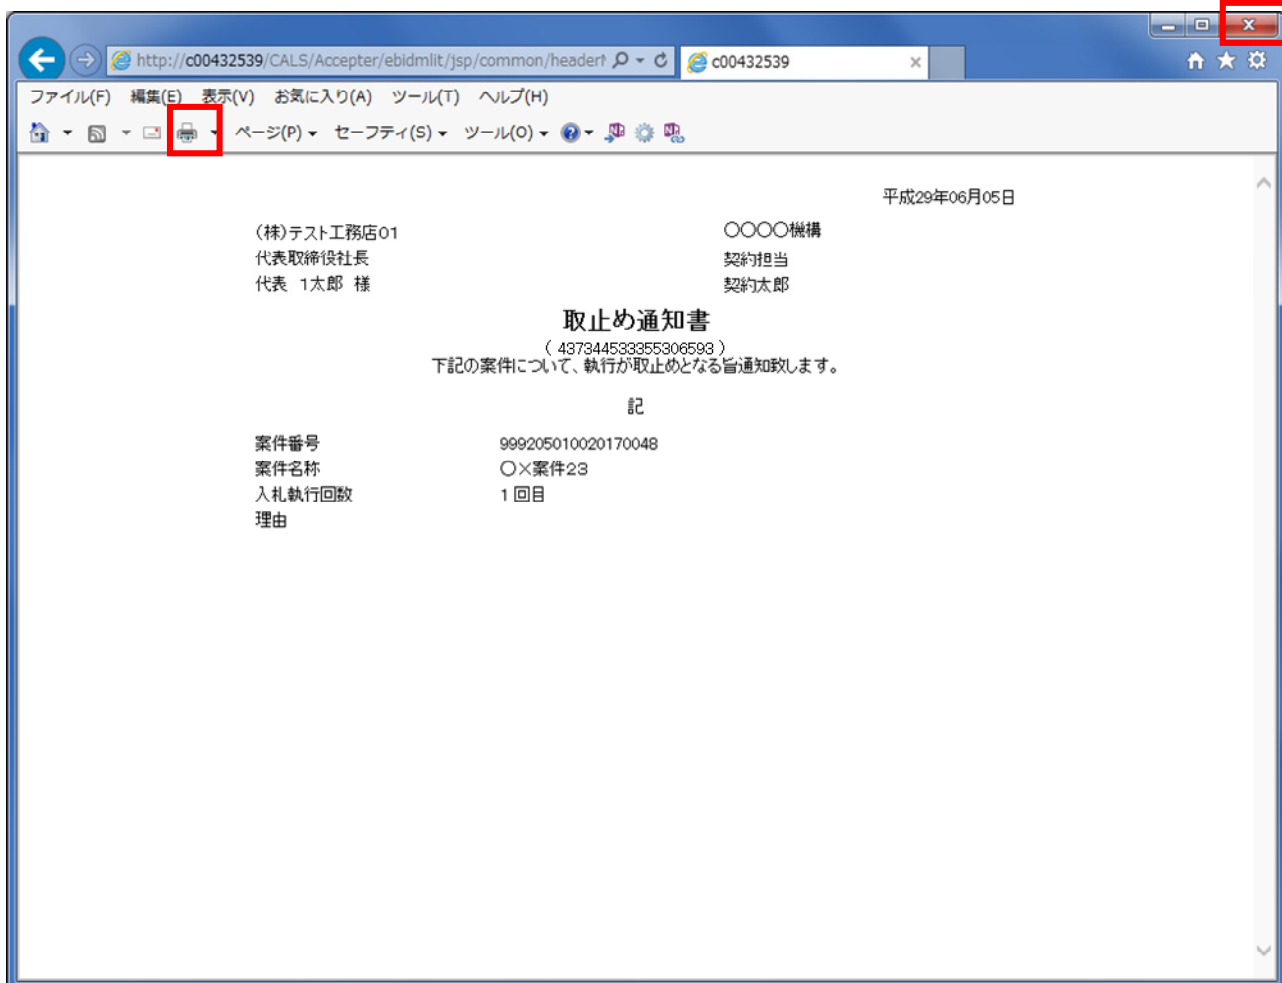 http://c00432539/CALS/Accepter/ebidmlit/jsp/common/header
c00432539
ファイル(F) 編集(E) 表示(V) お気に入り(A) ツール(T) ヘルプ(H)
ページ(P) セーフティ(S) ツール(O)
平成29年06月05日
(株)テスト工務店01
〇〇〇〇機構
代表取締役社長
契約担当
代表 1太郎 様
契約太郎
取止め通知書
( 437344533355306593 )
下記の案件について、執行が取止めとなる旨通知致します。
記
案件番号 999205010020170048
案件名称 〇×案件23
入札執行回数 1回目
理由